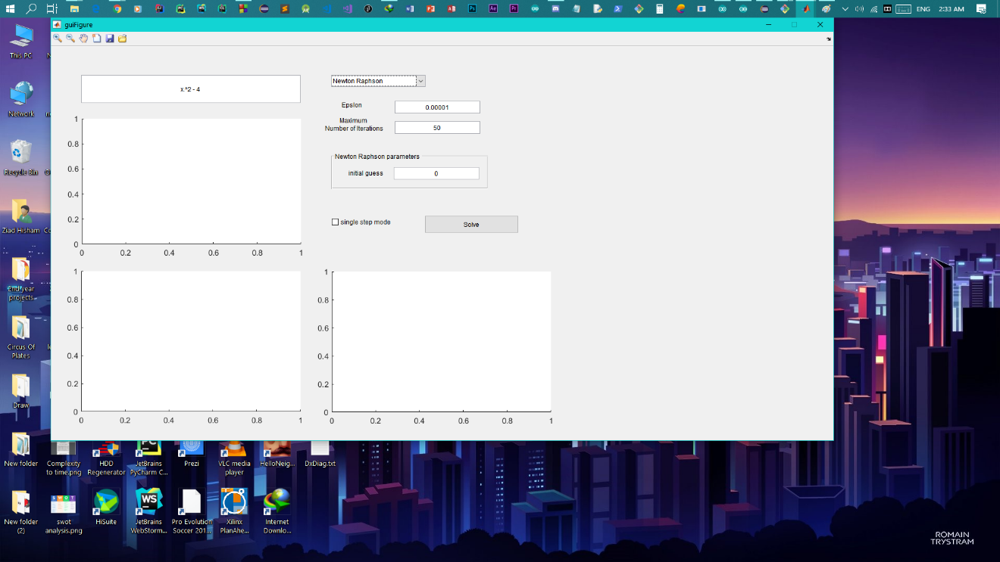 ENG
2:33 AM
guiFigure
This PC
Network
Recycle Bin
Ziad Hisham
2nd year
projects
Circus Of
Plates
Draw
New folder
New folder
(2)
x.^2 - 4
1
0.8
0.6
0.4
0.2
0
0 0.2 0.4 0.6 0.8 1
Newton Raphson
Epsilon 0.00001
Maximum
Number of Iterations 50
Newton Raphson parameters
initial guess 0
single step mode
Solve
1
0.8
0.6
0.4
0.2
0
0 0.2 0.4 0.6 0.8 1
1
0.8
0.6
0.4
0.2
0
0 0.2 0.4 0.6 0.8 1
Complexity
to time.png
HDD
Regenerator
JetBrains
PyCharm C...
Prezi
VLC media
player
HelloNeig...
DxDiag.txt
swot
analysis.png
HiSuite
JetBrains
WebStorm...
Pro Evolution
Soccer 201...
Xilinx
PlanAhe...
Internet
Downlo...
ROMAIN
TRYSTRAM